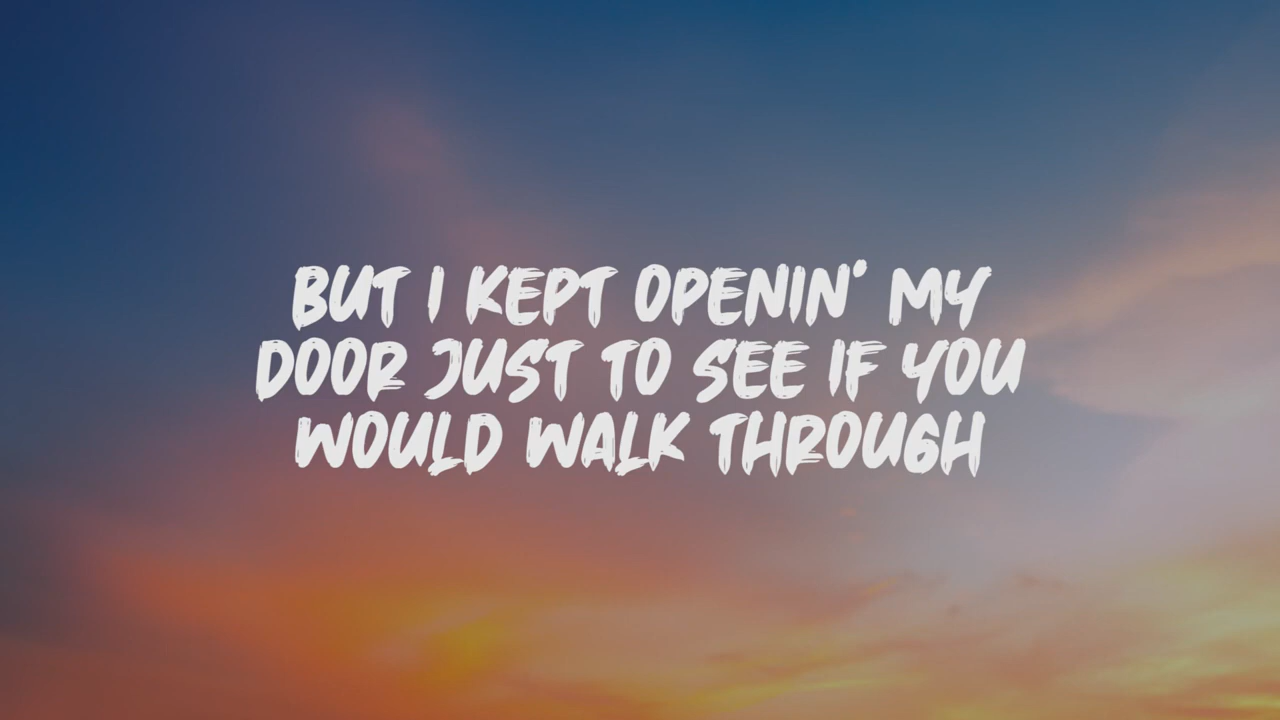 BUT I KEPT OPENIN' MY
DOOR JUST TO SEE IF YOU
WOULD WALK THROUGH